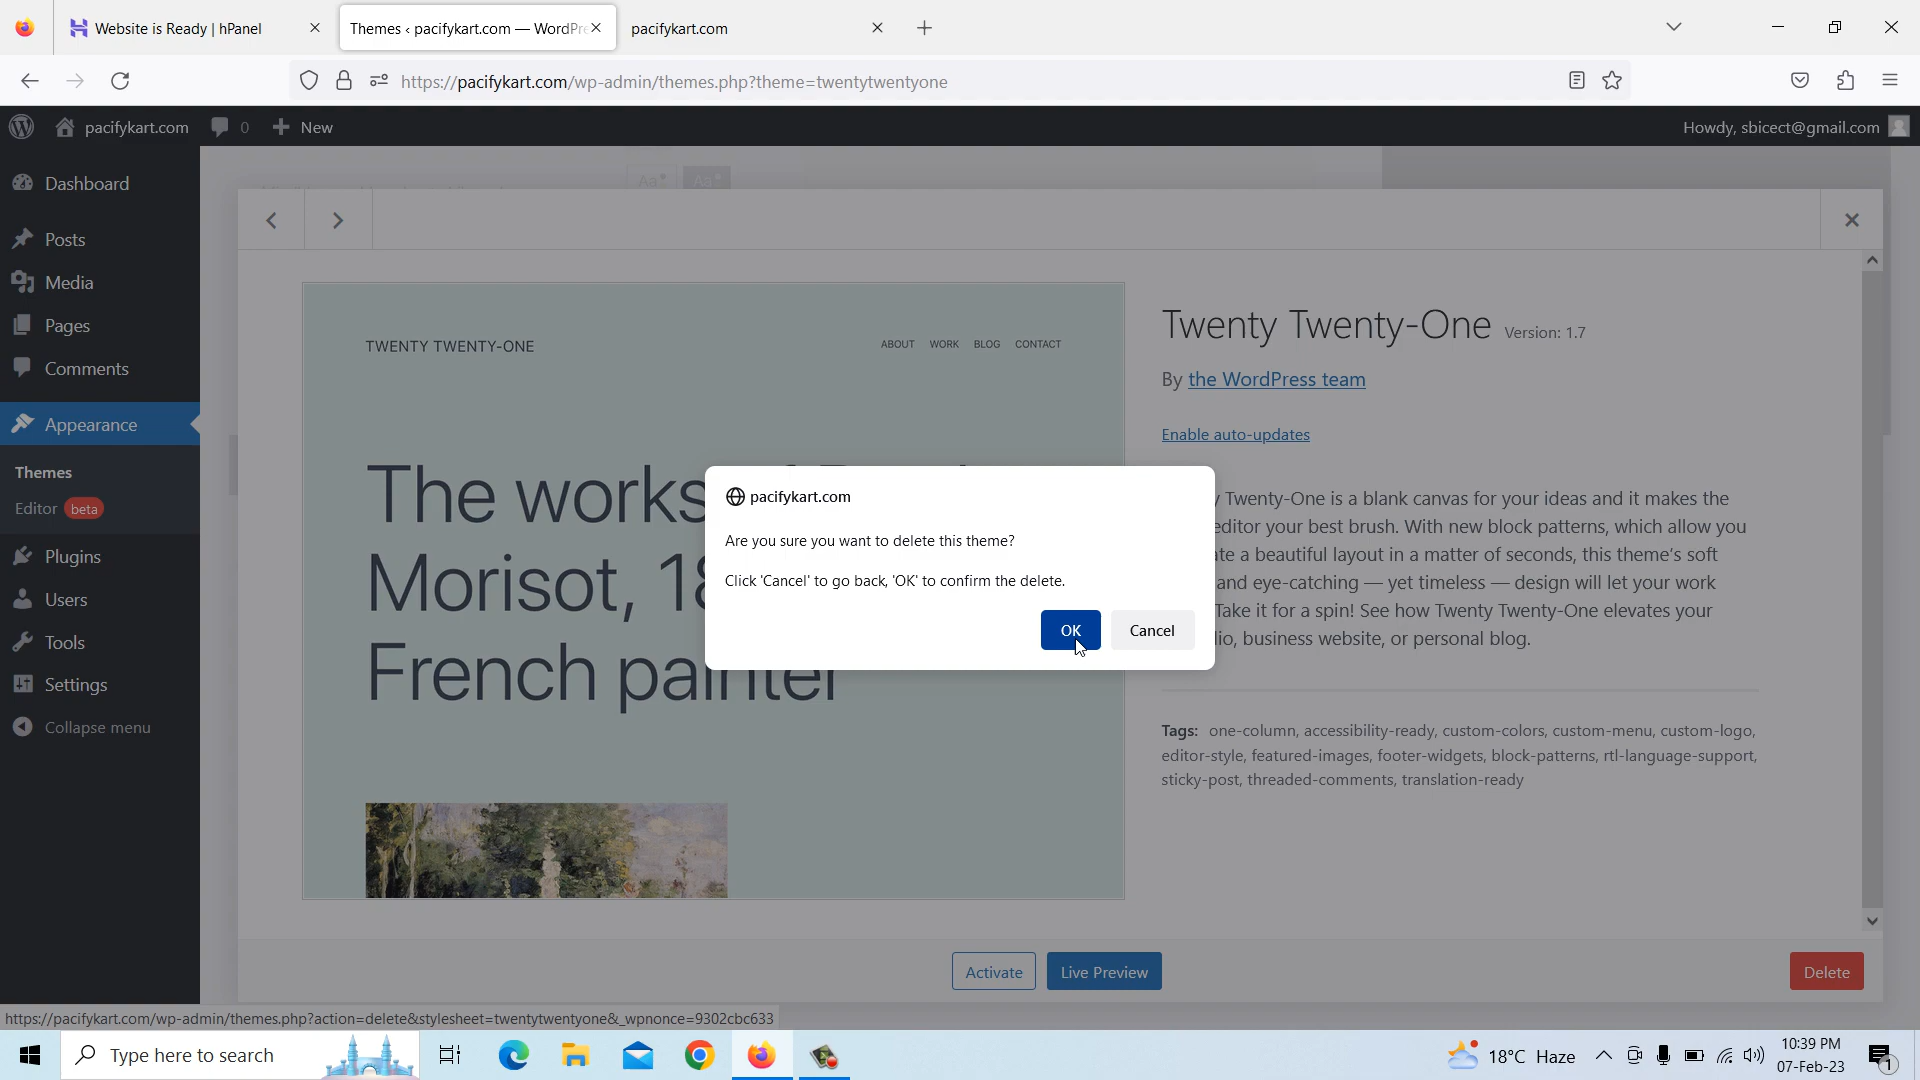 Website is Ready | hPanel
Themes ‹ pacifykart.com — WordPre
pacifykart.com
https://pacifykart.com/wp-admin/themes.php?theme=twentytwentyone
pacifykart.com
0
New
Howdy, sbicect@gmail.com
Dashboard
Posts
Media
Pages
Comments
Appearance
Themes
Editor beta
Plugins
Users
Tools
Settings
Collapse menu
TWENTY TWENTY-ONE
ABOUT WORK BLOG CONTACT
The works
Morisot, 18
French painter
Twenty Twenty-One Version: 1.7
By the WordPress team
Enable auto-updates
Twenty-One is a blank canvas for your ideas and it makes the
editor your best brush. With new block patterns, which allow you
a beautiful layout in a matter of seconds, this theme's soft
and eye-catching — yet timeless — design will let your work
Take it for a spin! See how Twenty Twenty-One elevates your
business website, or personal blog.
Tags: one-column, accessibility-ready, custom-colors, custom-menu, custom-logo,
editor-style, featured-images, footer-widgets, block-patterns, rtl-language-support,
sticky-post, threaded-comments, translation-ready
pacifykart.com
Are you sure you want to delete this theme?
Click 'Cancel' to go back, 'OK' to confirm the delete.
OK
Cancel
Activate
Live Preview
Delete
https://pacifykart.com/wp-admin/themes.php?action=delete&stylesheet=twentytwentyone&_wpnonce=9302cbc633
Type here to search
18°C Haze
10:39 PM
07-Feb-23
1